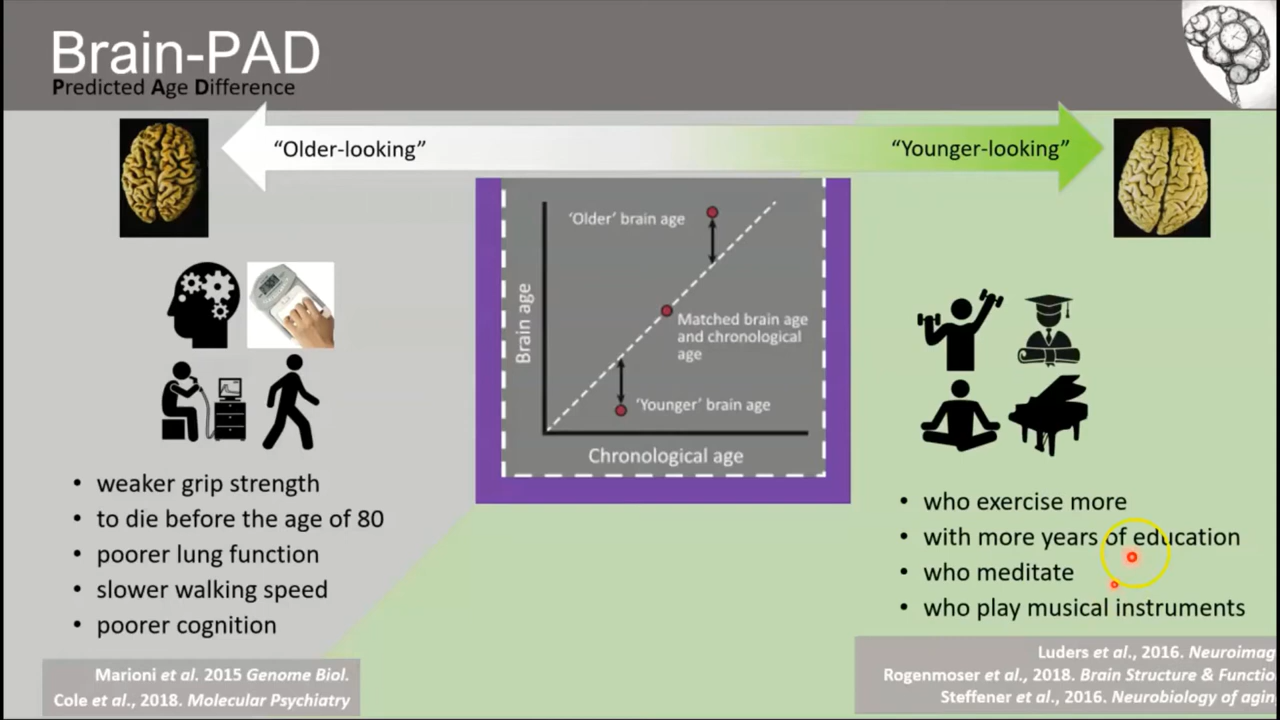 Brain-PAD
Predicted Age Difference
“Older-looking”
“Younger-looking”
‘Older’ brain age
Matched brain age
and chronological
age
‘Younger’ brain age
Brain age
Chronological age
• weaker grip strength
• to die before the age of 80
• poorer lung function
• slower walking speed
• poorer cognition
Marioni et al. 2015 Genome Biol.
Cole et al., 2018. Molecular Psychiatry
• who exercise more
• with more years of education
• who meditate
• who play musical instruments
Luders et al., 2016. Neuroimag
Rogenmoser et al., 2018. Brain Structure & Functio
Steffener et al., 2016. Neurobiology of agin